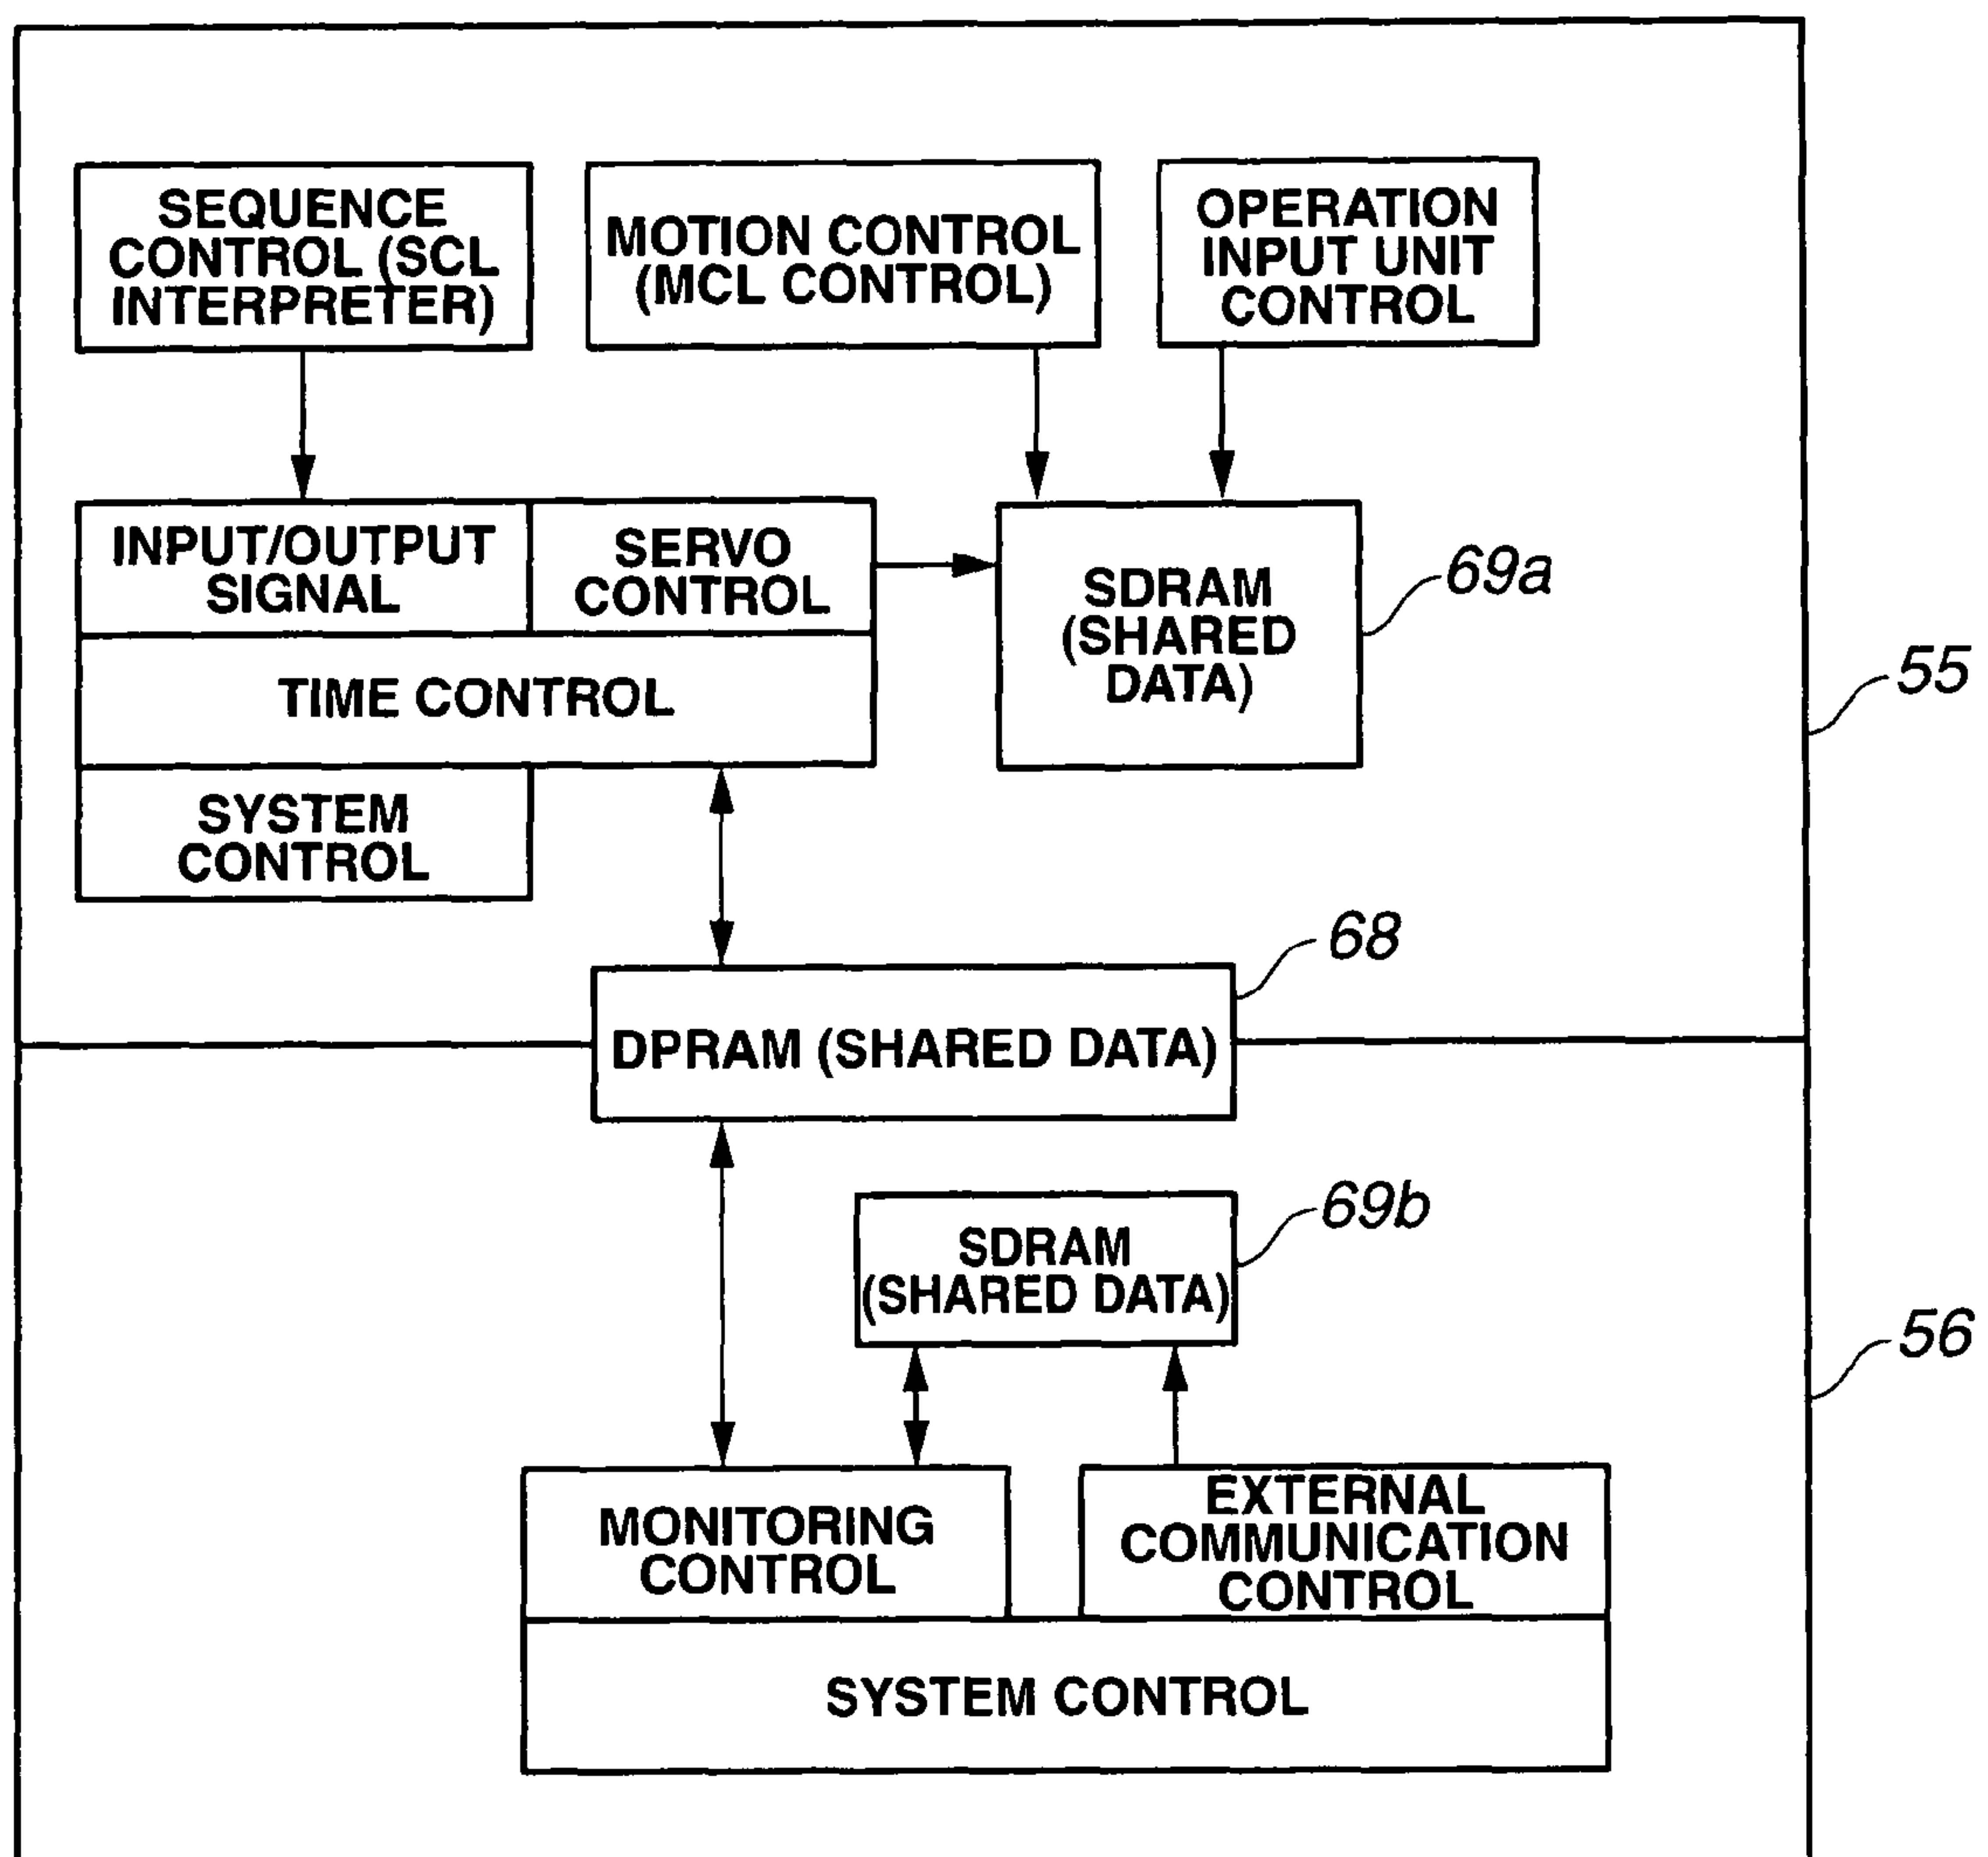 SEQUENCE
CONTROL (SCL
INTERPRETER)
MOTION CONTROL
(MCL CONTROL)
OPERATION
INPUT UNIT
CONTROL
INPUT/OUTPUT
SIGNAL
SERVO
CONTROL
SDRAM
(SHARED
DATA)
69a
55
TIME CONTROL
SYSTEM
CONTROL
68
DPRAM (SHARED DATA)
69b
SDRAM
(SHARED DATA)
56
MONITORING
CONTROL
EXTERNAL
COMMUNICATION
CONTROL
SYSTEM CONTROL